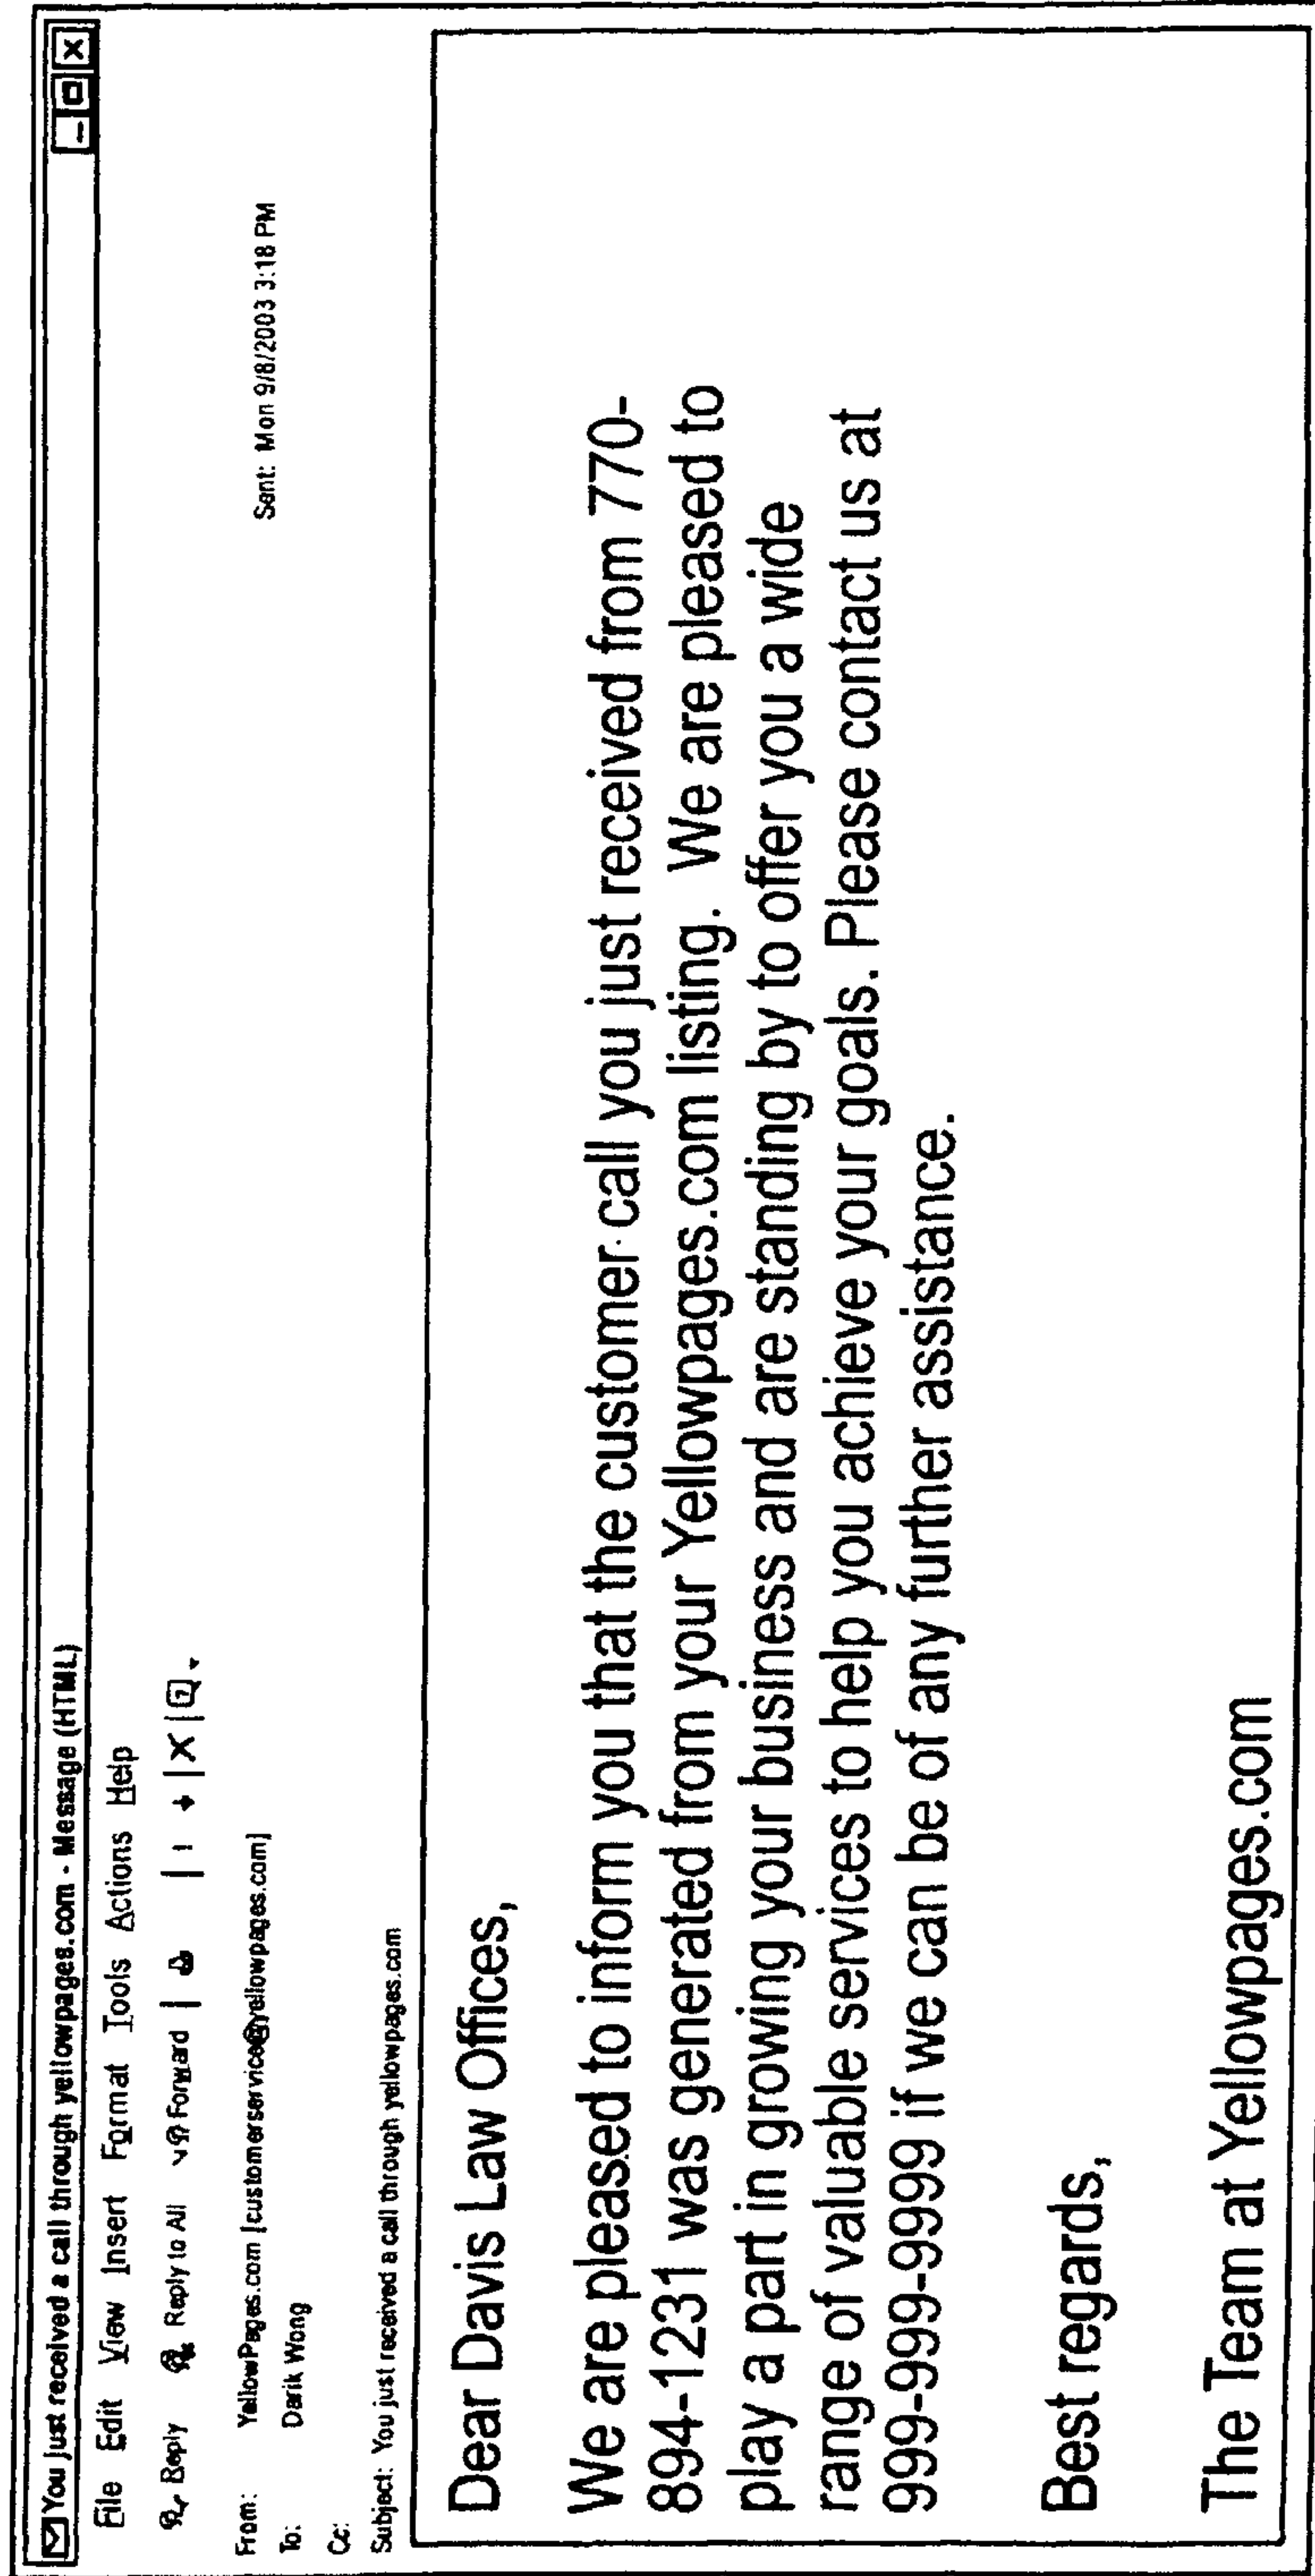 You just received a call through yellowpages.com - Message (HTML)
File Edit View Insert Format Tools Actions Help
Reply Reply to All Forward
From: YellowPages.com [customerservice@yellowpages.com]
Sent: Mon 9/8/2003 3:18 PM
To: Darik Wong
Cc:
Subject: You just received a call through yellowpages.com
Dear Davis Law Offices,
We are pleased to inform you that the customer call you just received from 770-
894-1231 was generated from your Yellowpages.com listing. We are pleased to
play a part in growing your business and are standing by to offer you a wide
range of valuable services to help you achieve your goals. Please contact us at
999-999-9999 if we can be of any further assistance.
Best regards,
The Team at Yellowpages.com